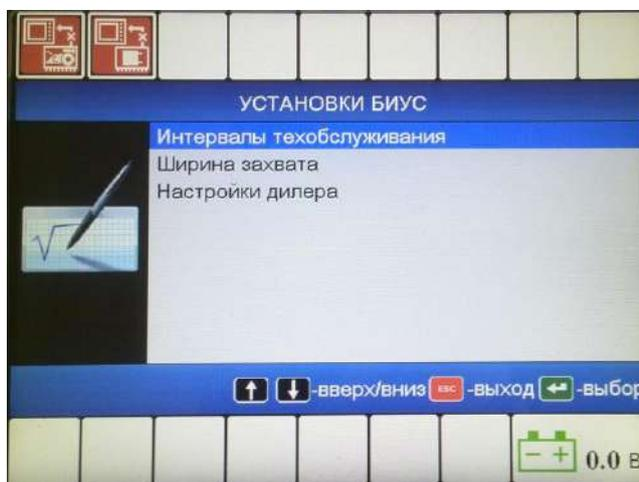 УСТАНОВКИ БИУС
Интервалы техобслуживания
Ширина захвата
Настройки дилера
-вверх/вниз ESC -выход -выбор
0.0 В